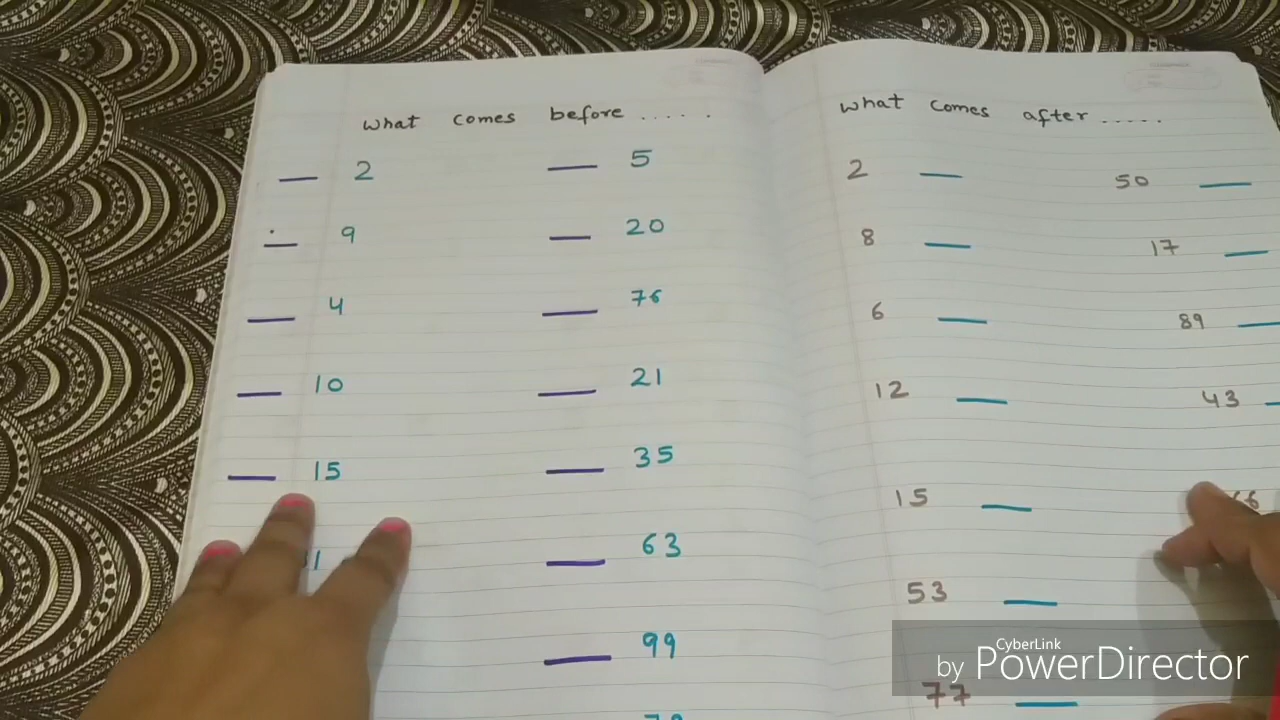 what comes before .....
__ 2 __ 5
__ 9 __ 20
__ 4 __ 76
__ 10 __ 21
__ 15 __ 35
__ 63
__ 99
what comes after .....
2 __ 50 __
8 __ 17 __
6 __ 89 __
12 __ 43 __
15 __
53 __
77 __
CyberLink
by PowerDirector